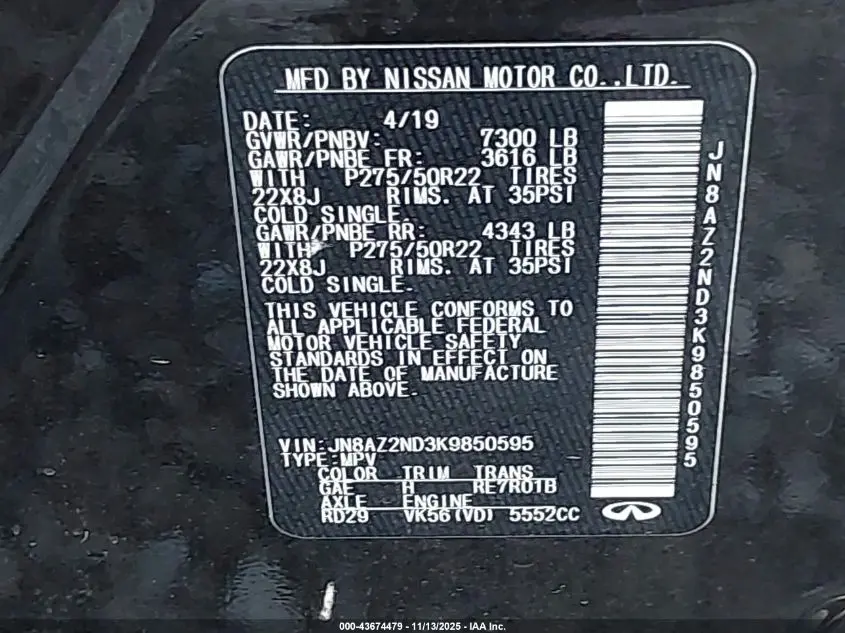 MFD BY NISSAN MOTOR CO.,LTD.
DATE: 4/19
GVWR/PNBV: 7300 LB
GAWR/PNBE FR: 3616 LB
WITH P275/50R22 TIRES
22X8J RIMS. AT 35PSI
COLD SINGLE.
GAWR/PNBE RR: 4343 LB
WITH P275/50R22 TIRES
22X8J RIMS. AT 35PSI
COLD SINGLE.
THIS VEHICLE CONFORMS TO
ALL APPLICABLE FEDERAL
MOTOR VEHICLE SAFETY
STANDARDS IN EFFECT ON
THE DATE OF MANUFACTURE
SHOWN ABOVE.
VIN:JN8AZ2ND3K9850595
TYPE:MPV
COLOR TRIM TRANS
GAF H RE7R01B
AXLE ENGINE
RD29 VK56(VD) 5552CC
JN8AZ2ND3K9850595
000-43674479 - 11/13/2025 - IAA Inc.